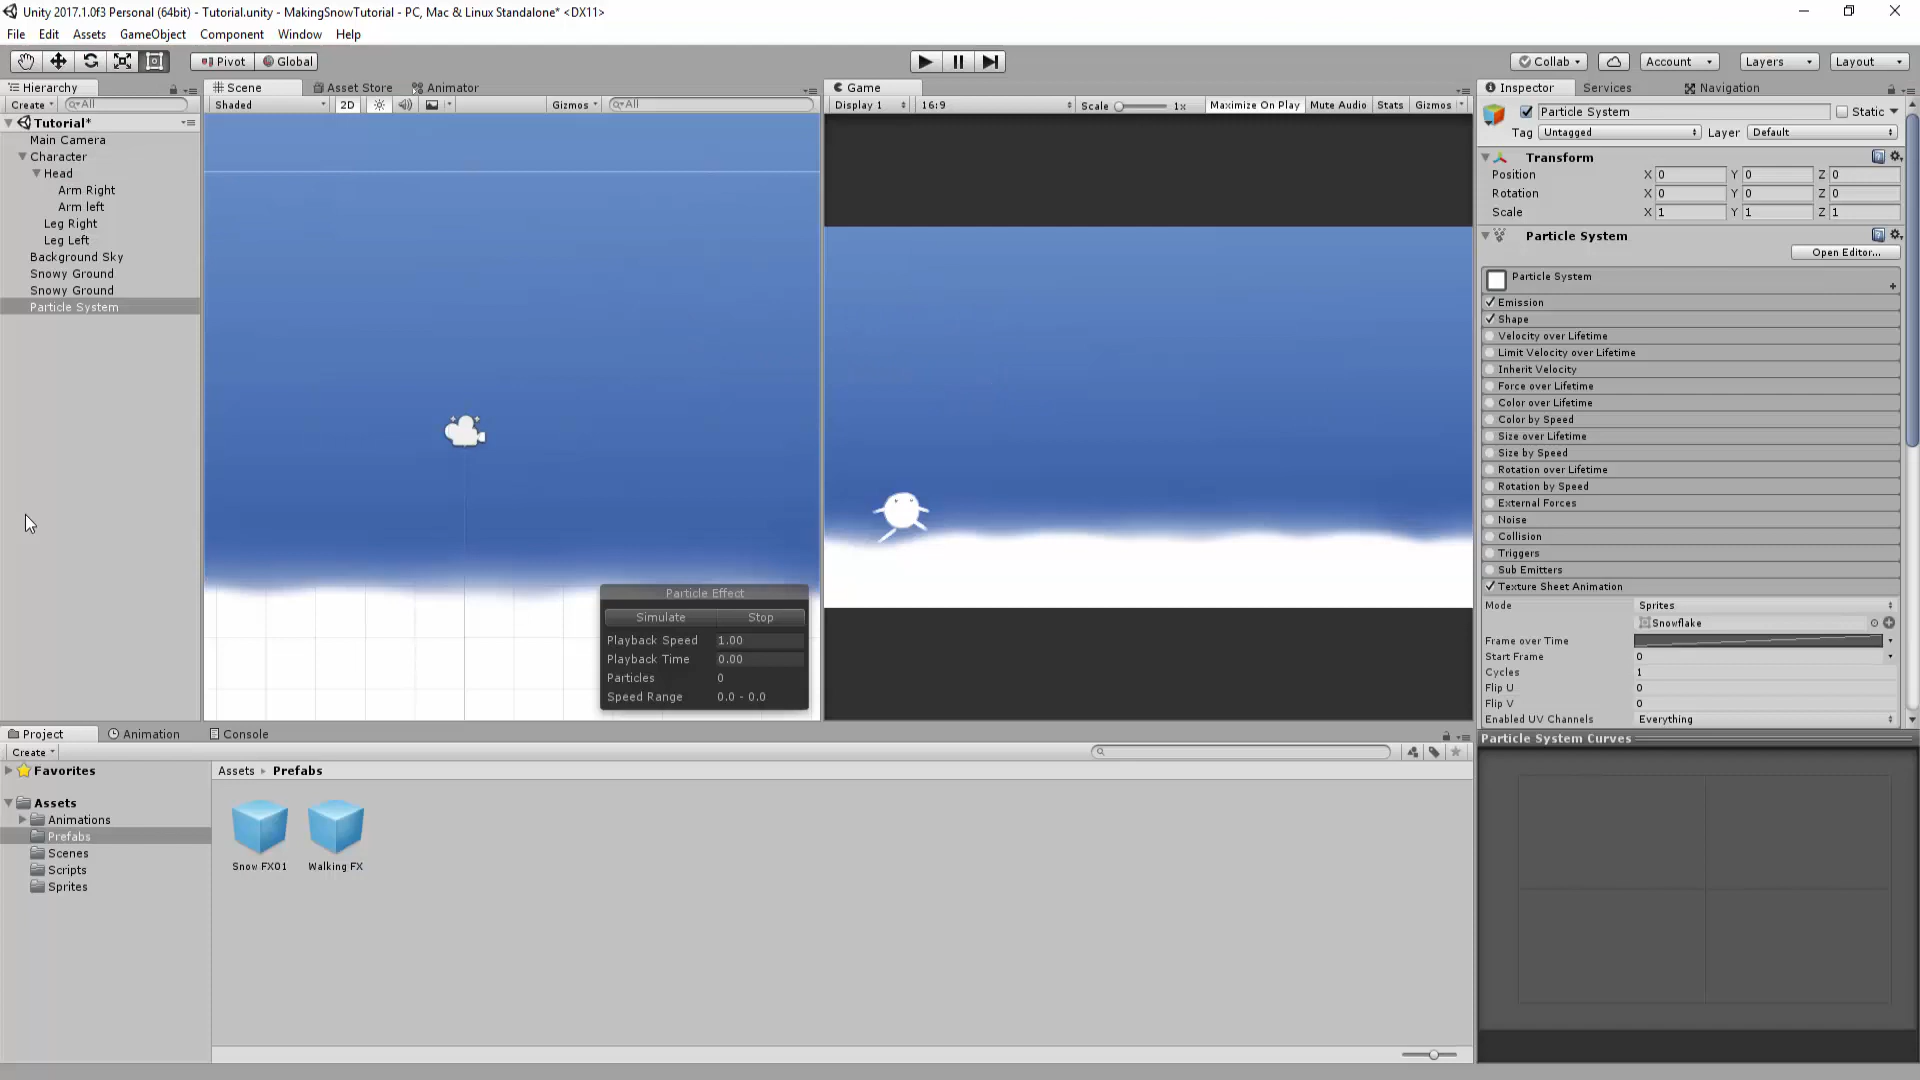 Unity 2017.1.0f3 Personal (64bit) - Tutorial.unity - MakingSnowTutorial - PC, Mac & Linux Standalone* <DX11>
File Edit Assets GameObject Component Window Help
Pivot Global Collab Account Layers Layout
Hierarchy
Create All
Tutorial*
Main Camera
Character
Head
Arm Right
Arm left
Leg Right
Leg Left
Background Sky
Snowy Ground
Snowy Ground
Particle System
Scene Asset Store Animator
Shaded 2D Gizmos All
Particle Effect
Simulate Stop
Playback Speed 1.00
Playback Time 0.00
Particles 0
Speed Range 0.0 - 0.0
Game
Display 1 16:9 Scale 1x Maximize On Play Mute Audio Stats Gizmos
Inspector Services Navigation
Particle System Static
Tag Untagged Layer Default
Transform
Position X 0 Y 0 Z 0
Rotation X 0 Y 0 Z 0
Scale X 1 Y 1 Z 1
Particle System
Open Editor...
Particle System
Emission
Shape
Velocity over Lifetime
Limit Velocity over Lifetime
Inherit Velocity
Force over Lifetime
Color over Lifetime
Color by Speed
Size over Lifetime
Size by Speed
Rotation over Lifetime
Rotation by Speed
External Forces
Noise
Collision
Triggers
Sub Emitters
Texture Sheet Animation
Mode Sprites
Snowflake
Frame over Time
Start Frame 0
Cycles 1
Flip U 0
Flip V 0
Enabled UV Channels Everything
Particle System Curves
Project Animation Console
Create
Favorites
Assets
Animations
Prefabs
Scenes
Scripts
Sprites
Assets Prefabs
Snow FX01 Walking FX